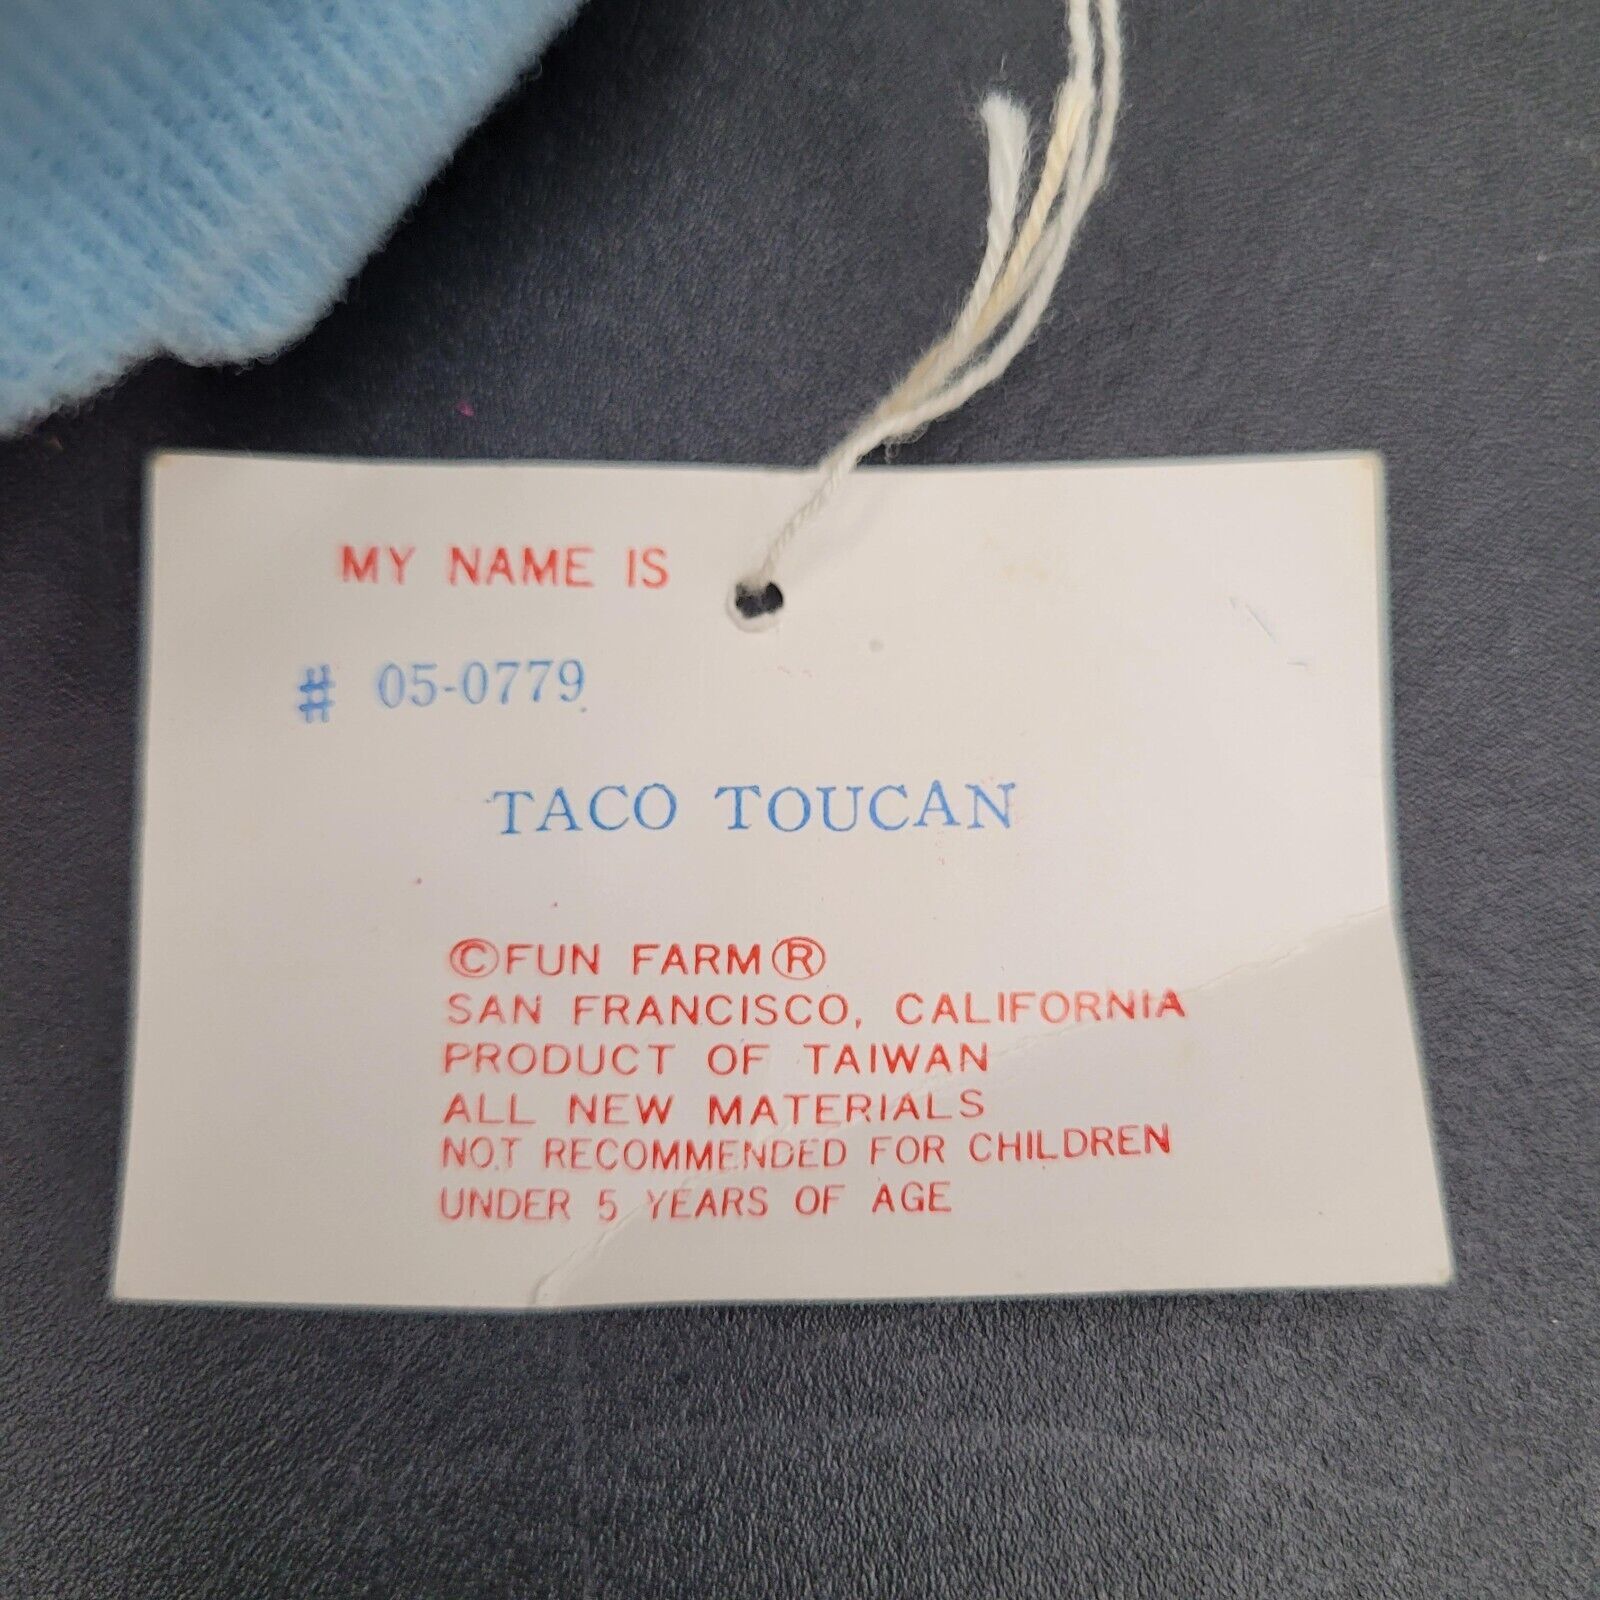 MY NAME IS
# 05-0779
TACO TOUCAN
©FUN FARM®
SAN FRANCISCO, CALIFORNIA
PRODUCT OF TAIWAN
ALL NEW MATERIALS
NOT RECOMMENDED FOR CHILDREN
UNDER 5 YEARS OF AGE